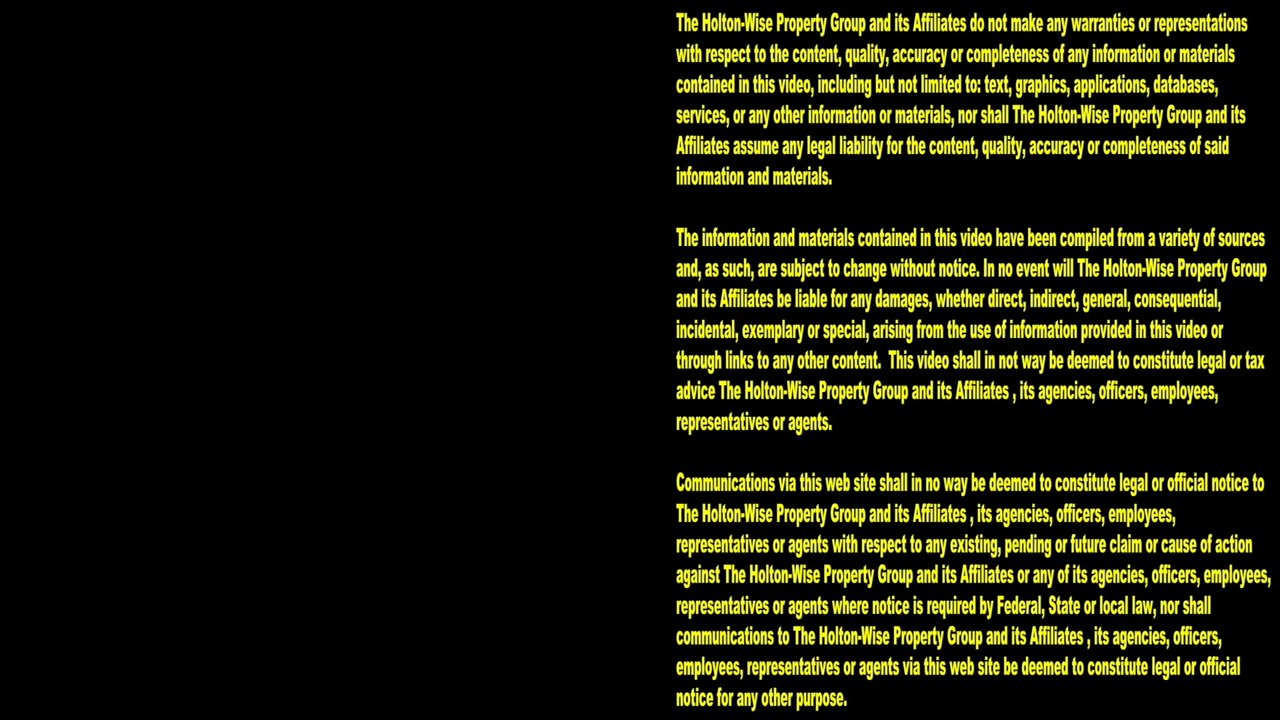 The Holton-Wise Property Group and its Affiliates do not make any warranties or representations
with respect to the content, quality, accuracy or completeness of any information or materials
contained in this video, including but not limited to: text, graphics, applications, databases,
services, or any other information or materials, nor shall The Holton-Wise Property Group and its
Affiliates assume any legal liability for the content, quality, accuracy or completeness of said
information and materials.
The information and materials contained in this video have been compiled from a variety of sources
and, as such, are subject to change without notice. In no event will The Holton-Wise Property Group
and its Affiliates be liable for any damages, whether direct, indirect, general, consequential,
incidental, exemplary or special, arising from the use of information provided in this video or
through links to any other content.  This video shall in not way be deemed to constitute legal or tax
advice The Holton-Wise Property Group and its Affiliates , its agencies, officers, employees,
representatives or agents.
Communications via this web site shall in no way be deemed to constitute legal or official notice to
The Holton-Wise Property Group and its Affiliates , its agencies, officers, employees,
representatives or agents with respect to any existing, pending or future claim or cause of action
against The Holton-Wise Property Group and its Affiliates or any of its agencies, officers, employees,
representatives or agents where notice is required by Federal, State or local law, nor shall
communications to The Holton-Wise Property Group and its Affiliates , its agencies, officers,
employees, representatives or agents via this web site be deemed to constitute legal or official
notice for any other purpose.